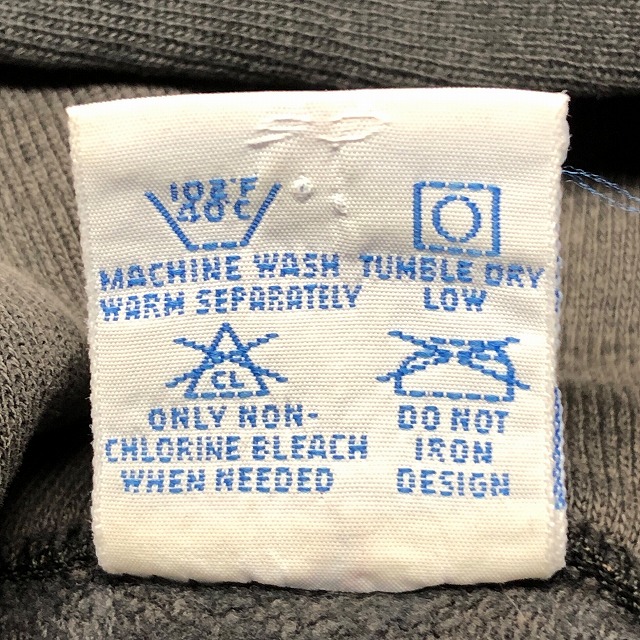 102°F
40°C
MACHINE WASH
WARM SEPARATELY
TUMBLE DRY
LOW
CL
ONLY NON-
CHLORINE BLEACH
WHEN NEEDED
DO NOT
IRON
DESIGN